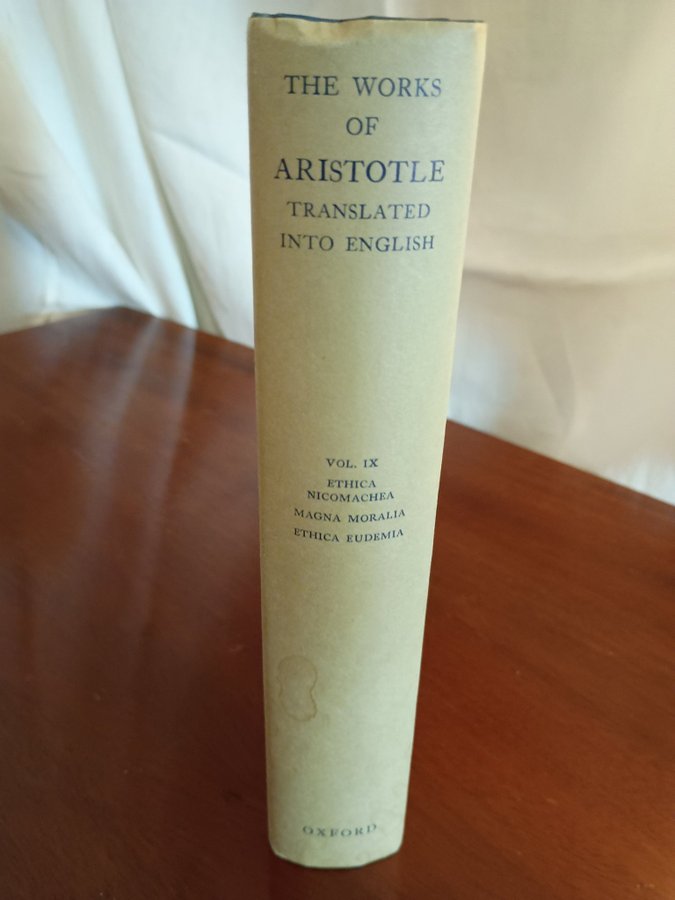 THE WORKS
OF
ARISTOTLE
TRANSLATED
INTO ENGLISH
VOL. IX
ETHICA
NICOMACHEA
MAGNA MORALIA
ETHICA EUDEMIA
OXFORD